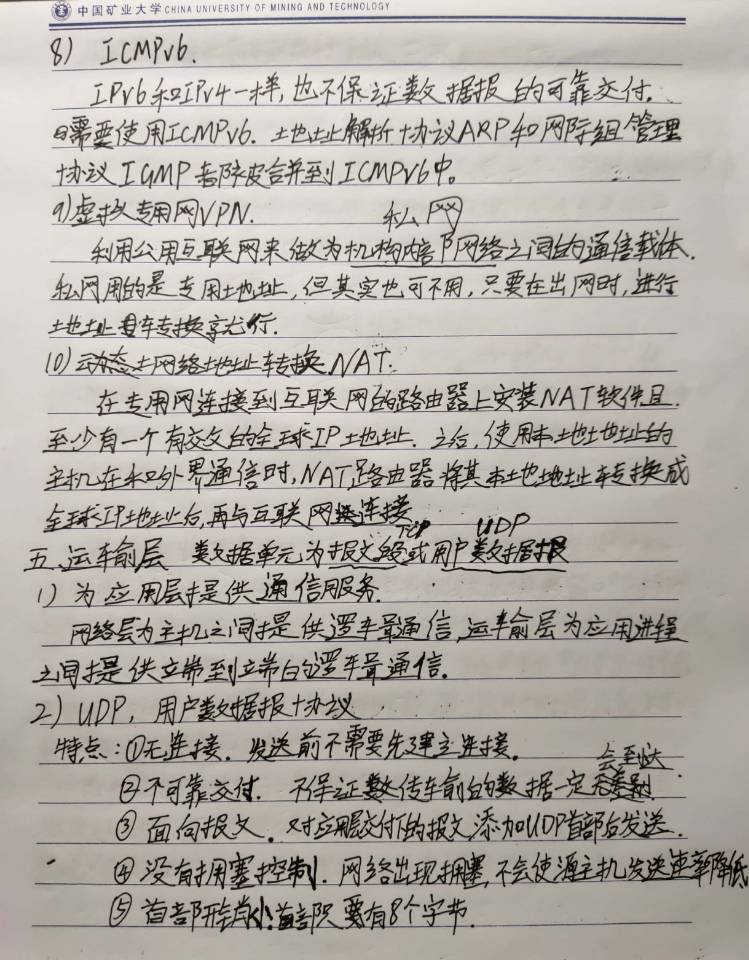 中国矿业大学 CHINA UNIVERSITY OF MINING AND TECHNOLOGY
8) ICMPv6.
IPv6和IPv4一样,也不保证数据报的可靠交付.
需要使用ICMPv6. 地址解析协议ARP和网际组管理
协议IGMP都被合并到ICMPv6中。
9)虚拟专用网VPN. 私网
利用公用互联网来做为机构内部网络之间的通信载体.
私网用的是专用地址,但其实也可不用,只要在出网时,进行
地址转换就行.
10) 网络地址转换NAT.
在专用网连接到互联网的路由器上安装NAT软件且.
至少有一个有效的全球IP地址. 之后,使用本地地址的
主机在和外界通信时,NAT路由器将其本地地址转换成
全球IP地址后,再与互联网连接
TCP UDP
五.运输层 数据单元为报文段或用户数据报
1) 为应用层提供通信服务.
网络层为主机之间提供逻辑通信,运输层为应用进程
之间提供端到端的逻辑通信.
2) UDP, 用户数据报协议
特点:①无连接. 发送前不需要先建立连接.
会到达
②不可靠交付. 不保证传输的数据一定无差别
③ 面向报文. 对应用层交付下的报文,添加UDP首部后发送.
④ 没有拥塞控制. 网络出现拥塞,不会使源主机发送速率降低
⑤ 首部开销小!首部只要有8个字节.